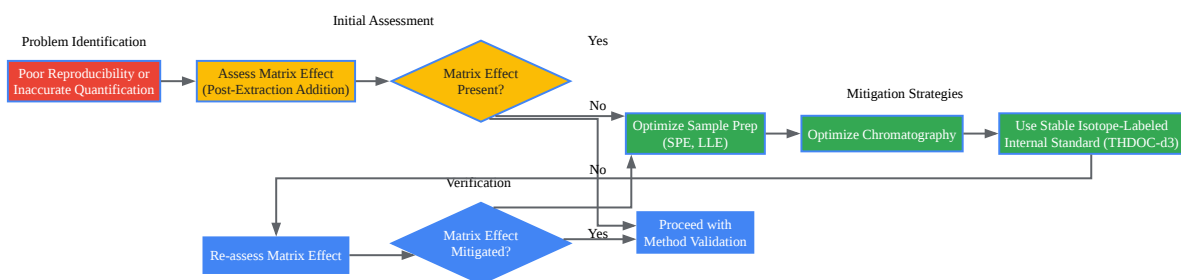 Initial Assessment
Problem Identification
Yes
Poor Reproducibility or
Inaccurate Quantification
Assess Matrix Effect
(Post-Extraction Addition)
Matrix Effect
Present?
Mitigation Strategies
No
Optimize Sample Prep
(SPE, LLE)
Optimize Chromatography
Use Stable Isotope-Labeled
Internal Standard (THDOC-d3)
No
Verification
Re-assess Matrix Effect
Matrix Effect
Mitigated?
Yes
Proceed with
Method Validation